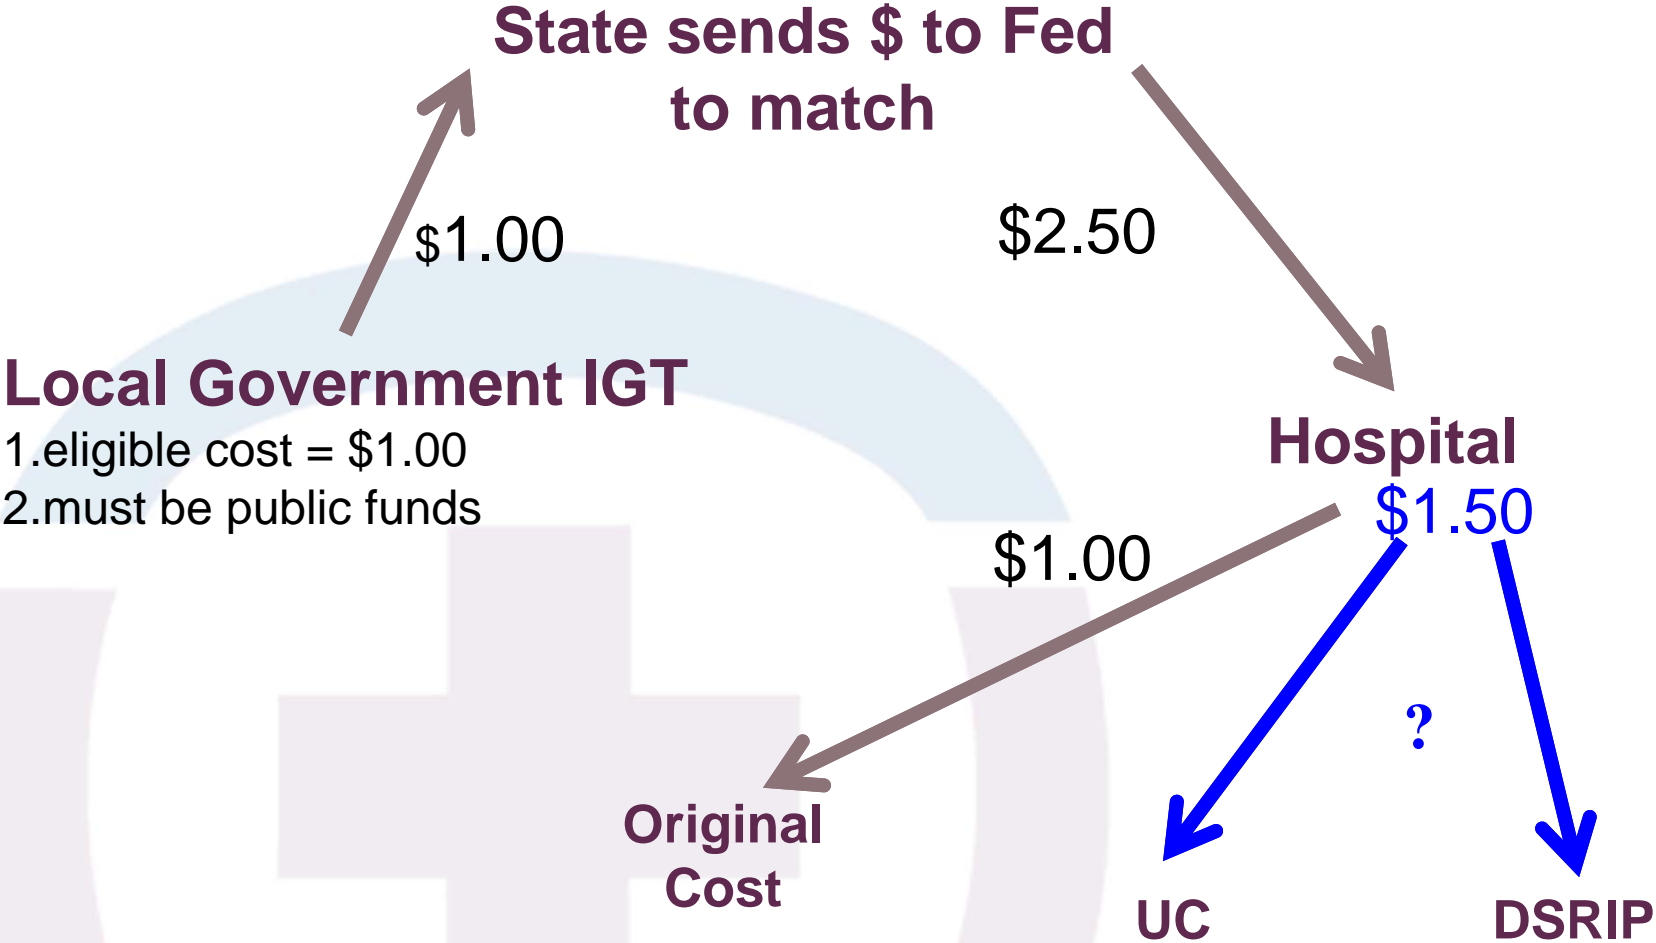 State sends $ to Fed
to match
$1.00
$2.50
Local Government IGT
1.eligible cost = $1.00
2.must be public funds
Hospital
$1.50
$1.00
?
Original
Cost
UC
DSRIP